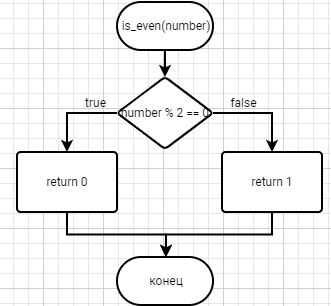 is_even(number)
true
false
number % 2 == 0
return 0
return 1
конец